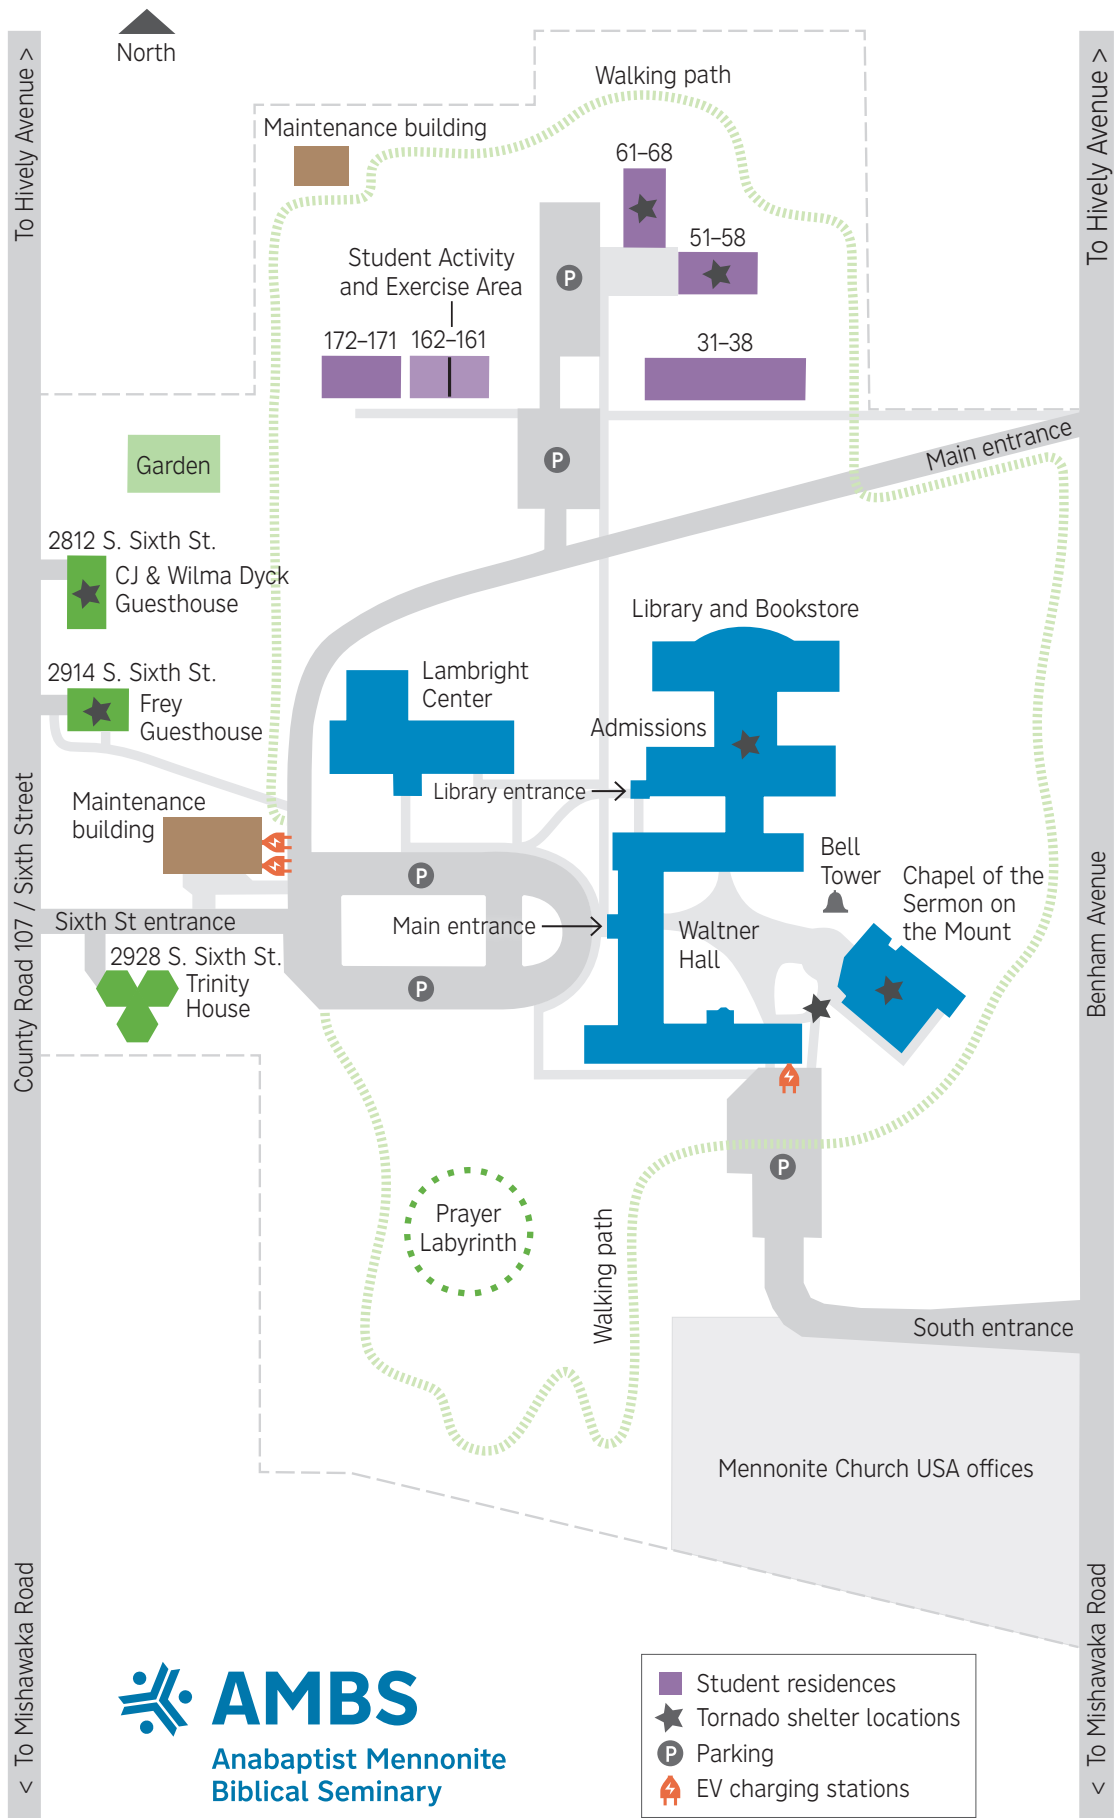 North
To Hively Avenue >
To Hively Avenue >
Walking path
Maintenance building
61–68
51–58
Student Activity
and Exercise Area
172–171
162–161
31–38
P
P
Main entrance
Garden
2812 S. Sixth St.
CJ & Wilma Dyck
Guesthouse
Library and Bookstore
2914 S. Sixth St.
Frey
Guesthouse
Lambright
Center
Admissions
Library entrance
Maintenance
building
County Road 107 / Sixth Street
Bell
Tower
Chapel of the
Sermon on
the Mount
Benham Avenue
P
Sixth St entrance
Main entrance
Waltner
Hall
2928 S. Sixth St.
Trinity
House
P
P
Prayer
Labyrinth
Walking path
South entrance
Mennonite Church USA offices
< To Mishawaka Road
< To Mishawaka Road
AMBS
Anabaptist Mennonite
Biblical Seminary
Student residences
Tornado shelter locations
P Parking
EV charging stations